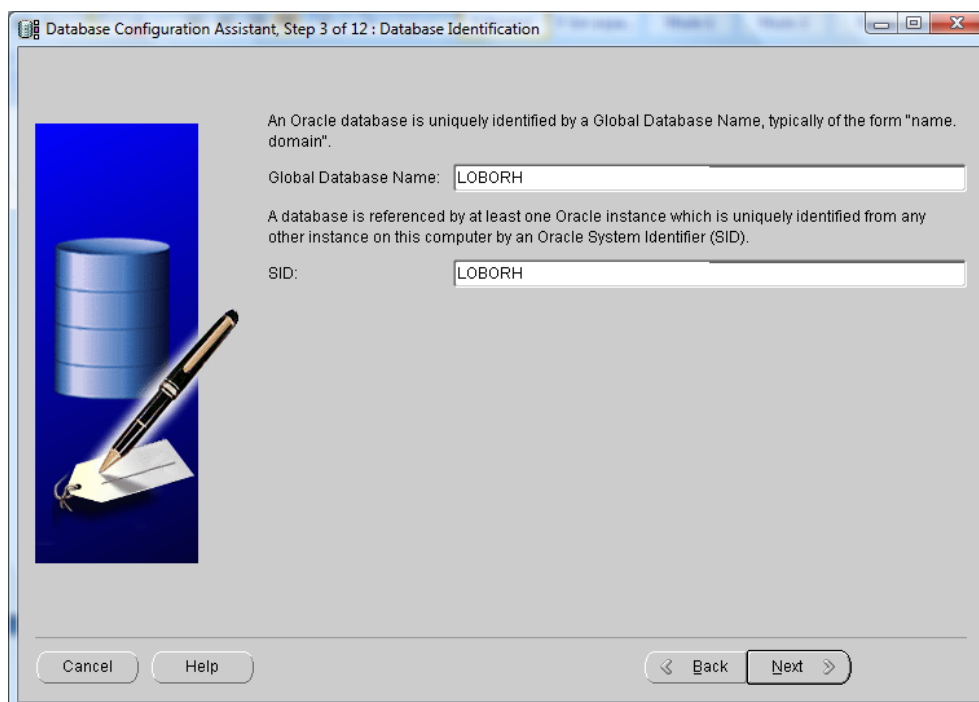 Database Configuration Assistant, Step 3 of 12 : Database Identification
An Oracle database is uniquely identified by a Global Database Name, typically of the form "name.
domain".
Global Database Name: LOBORH
A database is referenced by at least one Oracle instance which is uniquely identified from any
other instance on this computer by an Oracle System Identifier (SID).
SID: LOBORH
Cancel Help Back Next